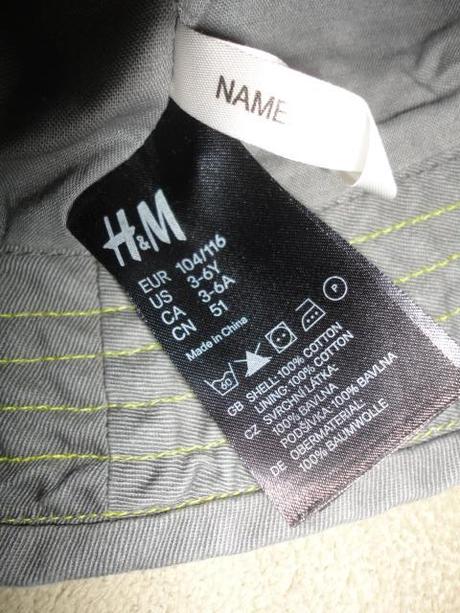 NAME
H&M
EUR 104/116
US 3-6Y
CA 3-6A
CN 51
Made in China
60 P
GB SHELL:100% COTTON
LINING:100% COTTON
CZ SVRCHNÍ LÁTKA:
100% BAVLNA
PODŠÍVKA:100% BAVLNA
DE OBERMATERIAL:
100% BAUMWOLLE